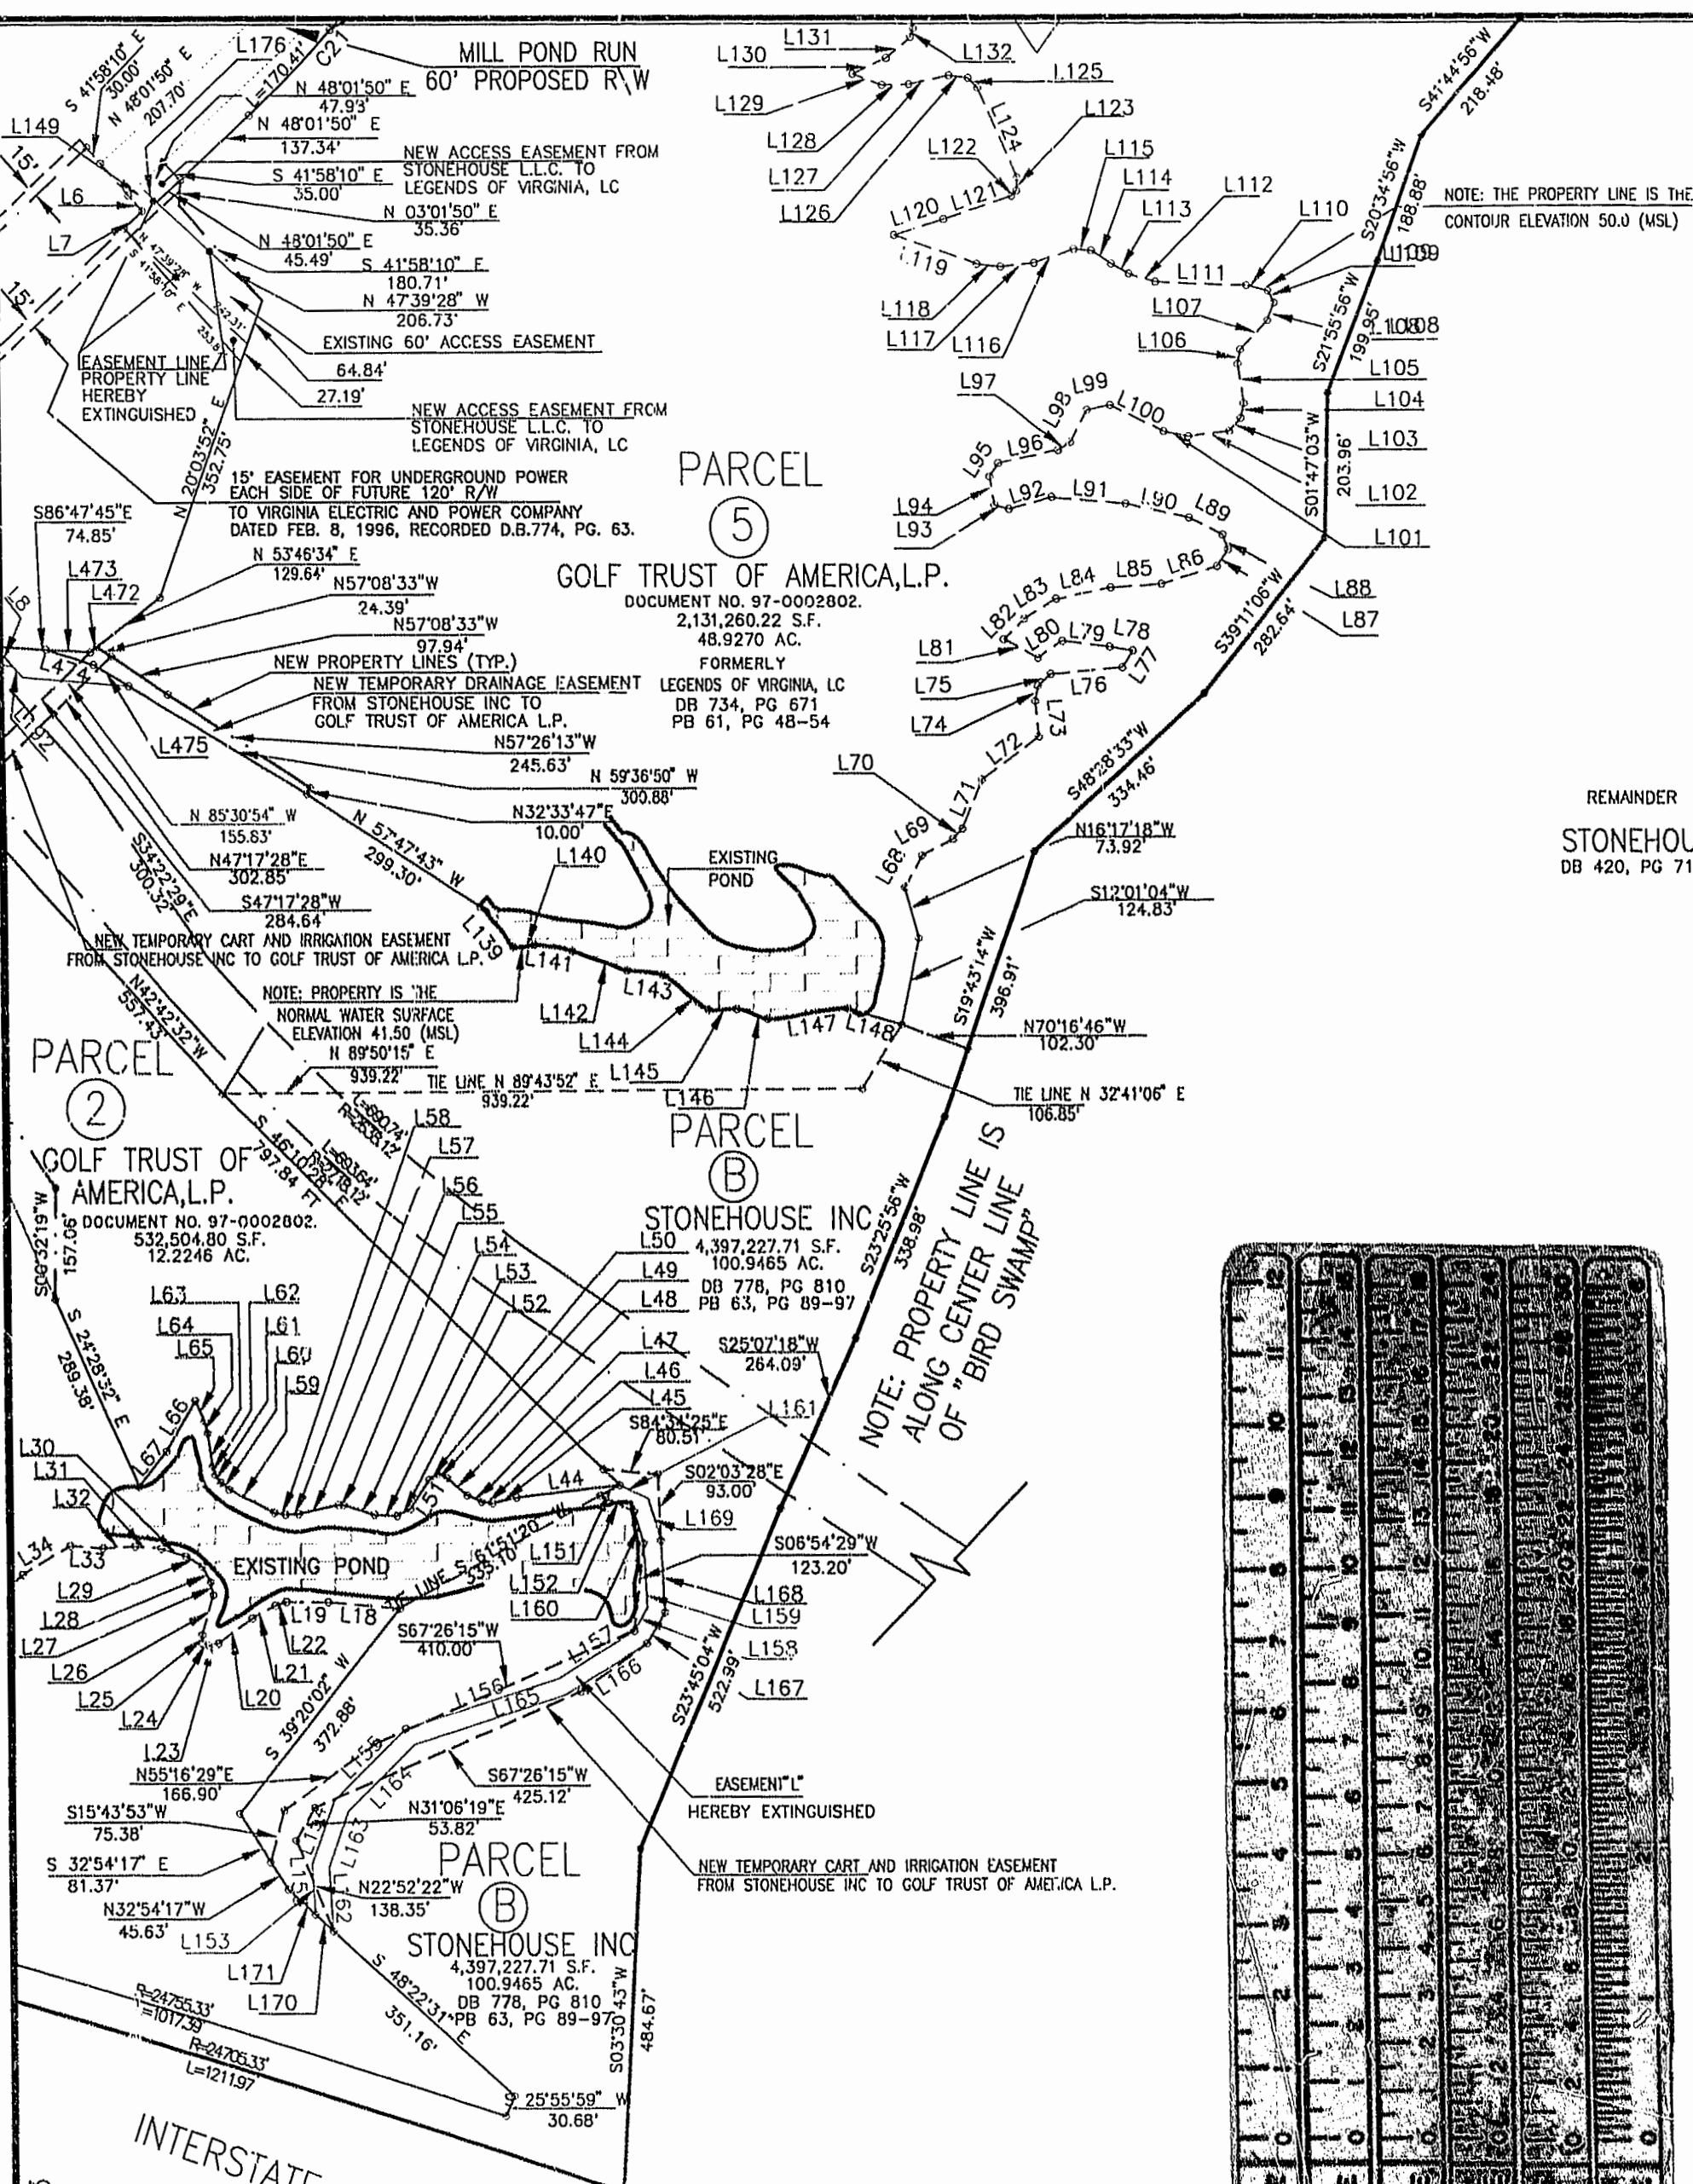 MILL POND RUN
60' PROPOSED R\W
L176
C21
L=170.41'
S 41°58'10" E
30.00'
N 48°01'50" E
207.70'
L149
15'
L6
L7
N 48°01'50" E
47.93'
N 48°01'50" E
137.34'
NEW ACCESS EASEMENT FROM
STONEHOUSE L.L.C. TO
LEGENDS OF VIRGINIA, LC
S 41°58'10" E
35.00'
N 03°01'50" E
35.36'
N 48°01'50" E
45.49'
S 41°58'10" E
180.71'
N 47°39'28" W
206.73'
N 47°39'28" W
S 41°58'10" E
15'
EXISTING 60' ACCESS EASEMENT
64.84'
27.19'
EASEMENT LINE
PROPERTY LINE
HEREBY
EXTINGUISHED
NEW ACCESS EASEMENT FROM
STONEHOUSE L.L.C. TO
LEGENDS OF VIRGINIA, LC
N 20°03'52" E
352.75'
15' EASEMENT FOR UNDERGROUND POWER
EACH SIDE OF FUTURE 120' R/W
TO VIRGINIA ELECTRIC AND POWER COMPANY
DATED FEB. 8, 1996, RECORDED D.B.774, PG. 63.
L131
L132
L130
L129
L128
L127
L126
L125
L124
L123
L122
L121
L120
L119
L118
L117
L116
L115
L114
L113
L112
L111
L110
L109
L108
L107
L106
L105
L104
L103
L102
L101
L100
L99
L98
L97
L96
L95
L94
L93
L92
L91
L90
L89
L88
L87
L86
L85
L84
L83
L82
L81
L80
L79
L78
L77
L76
L75
L74
L73
L72
L71
L70
L69
L68
S41°44'56"W
218.48'
S20°34'56"W
188.88'
NOTE: THE PROPERTY LINE IS THE
CONTOUR ELEVATION 50.0 (MSL)
S21°55'56"W
199.95'
S01°47'03"W
203.96'
S39°11'06"W
282.64'
S48°28'33"W
334.46'
PARCEL
5
GOLF TRUST OF AMERICA,L.P.
DOCUMENT NO. 97-0002802.
2,131,260.22 S.F.
48.9270 AC.
FORMERLY
LEGENDS OF VIRGINIA, LC
DB 734, PG 671
PB 61, PG 48-54
S86°47'45"E
74.85'
L473
L472
L8
L474
L475
L192
N 53°46'34" E
129.64'
N57°08'33"W
24.39'
N57°08'33"W
97.94'
NEW PROPERTY LINES (TYP.)
NEW TEMPORARY DRAINAGE EASEMENT
FROM STONEHOUSE INC TO
GOLF TRUST OF AMERICA L.P.
N57°26'13"W
245.63'
N 59°36'50" W
300.88'
N32°33'47"E
10.00'
N 85°30'54" W
155.83'
N47°17'28"E
302.85'
S47°17'28"W
284.64'
S34°22'29"E
300.32'
N 57°47'43" W
299.30'
NEW TEMPORARY CART AND IRRIGATION EASEMENT
FROM STONEHOUSE INC TO GOLF TRUST OF AMERICA L.P.
EXISTING
POND
REMAINDER
STONEHOU
DB 420, PG 71
N16°17'18"W
73.92'
S12°01'04"W
124.83'
S19°43'14"W
396.91'
N70°16'46"W
102.30'
L139
L140
L141
L142
L143
L144
L145
L146
L147
L148
NOTE: PROPERTY IS THE
NORMAL WATER SURFACE
ELEVATION 41.50 (MSL)
N 89°50'15" E
939.22'
TIE LINE N 89°43'52" E
939.22'
TIE LINE N 32°41'06" E
106.85'
N42°42'32"W
557.43'
PARCEL
2
GOLF TRUST OF
AMERICA,L.P.
DOCUMENT NO. 97-0002802.
532,504.80 S.F.
12.2246 AC.
157.06'
S 24°28'32" E
289.38'
S 46°10'28" E
797.84 FT
PARCEL
B
STONEHOUSE INC
4,397,227.71 S.F.
100.9465 AC.
DB 778, PG 810
PB 63, PG 89-97
S23°25'56"W
338.98'
NOTE: PROPERTY LINE IS
ALONG CENTER LINE
OF "BIRD SWAMP"
S25°07'18"W
264.09'
L58
L57
L56
L55
L54
L53
L52
L51
L50
L49
L48
L47
L46
L45
L44
L63
L64
L65
L62
L61
L60
L59
L66
L67
L30
L31
L32
L33
L34
L29
L28
L27
L26
L25
L24
L23
L22
L21
L20
L19
L18
EXISTING POND
TIE LINE S 61°51'20" W
535.10'
L161
S84°34'25"E
80.51'
S02°03'28"E
93.00'
L169
S06°54'29"W
123.20'
L151
L152
L160
L168
L159
L158
L167
L157
L166
L156
L165
L155
L164
L163
L162
L154
L153
L171
L170
S67°26'15"W
410.00'
S 39°20'02" W
372.88'
S23°45'04"W
522.99'
N55°16'29"E
166.90'
S67°26'15"W
425.12'
EASEMENT"L"
HEREBY EXTINGUISHED
S15°43'53"W
75.38'
N31°06'19"E
53.82'
S 32°54'17" E
81.37'
N32°54'17"W
45.63'
N22°52'22"W
138.35'
NEW TEMPORARY CART AND IRRIGATION EASEMENT
FROM STONEHOUSE INC TO GOLF TRUST OF AMERICA L.P.
PARCEL
B
STONEHOUSE INC
4,397,227.71 S.F.
100.9465 AC.
DB 778, PG 810
PB 63, PG 89-97
S 48°22'31" E
351.16'
S03°30'43"W
484.67'
R=24755.33'
R=24705.33'
L=1211.97'
S 25°55'59" W
30.68'
INTERSTATE